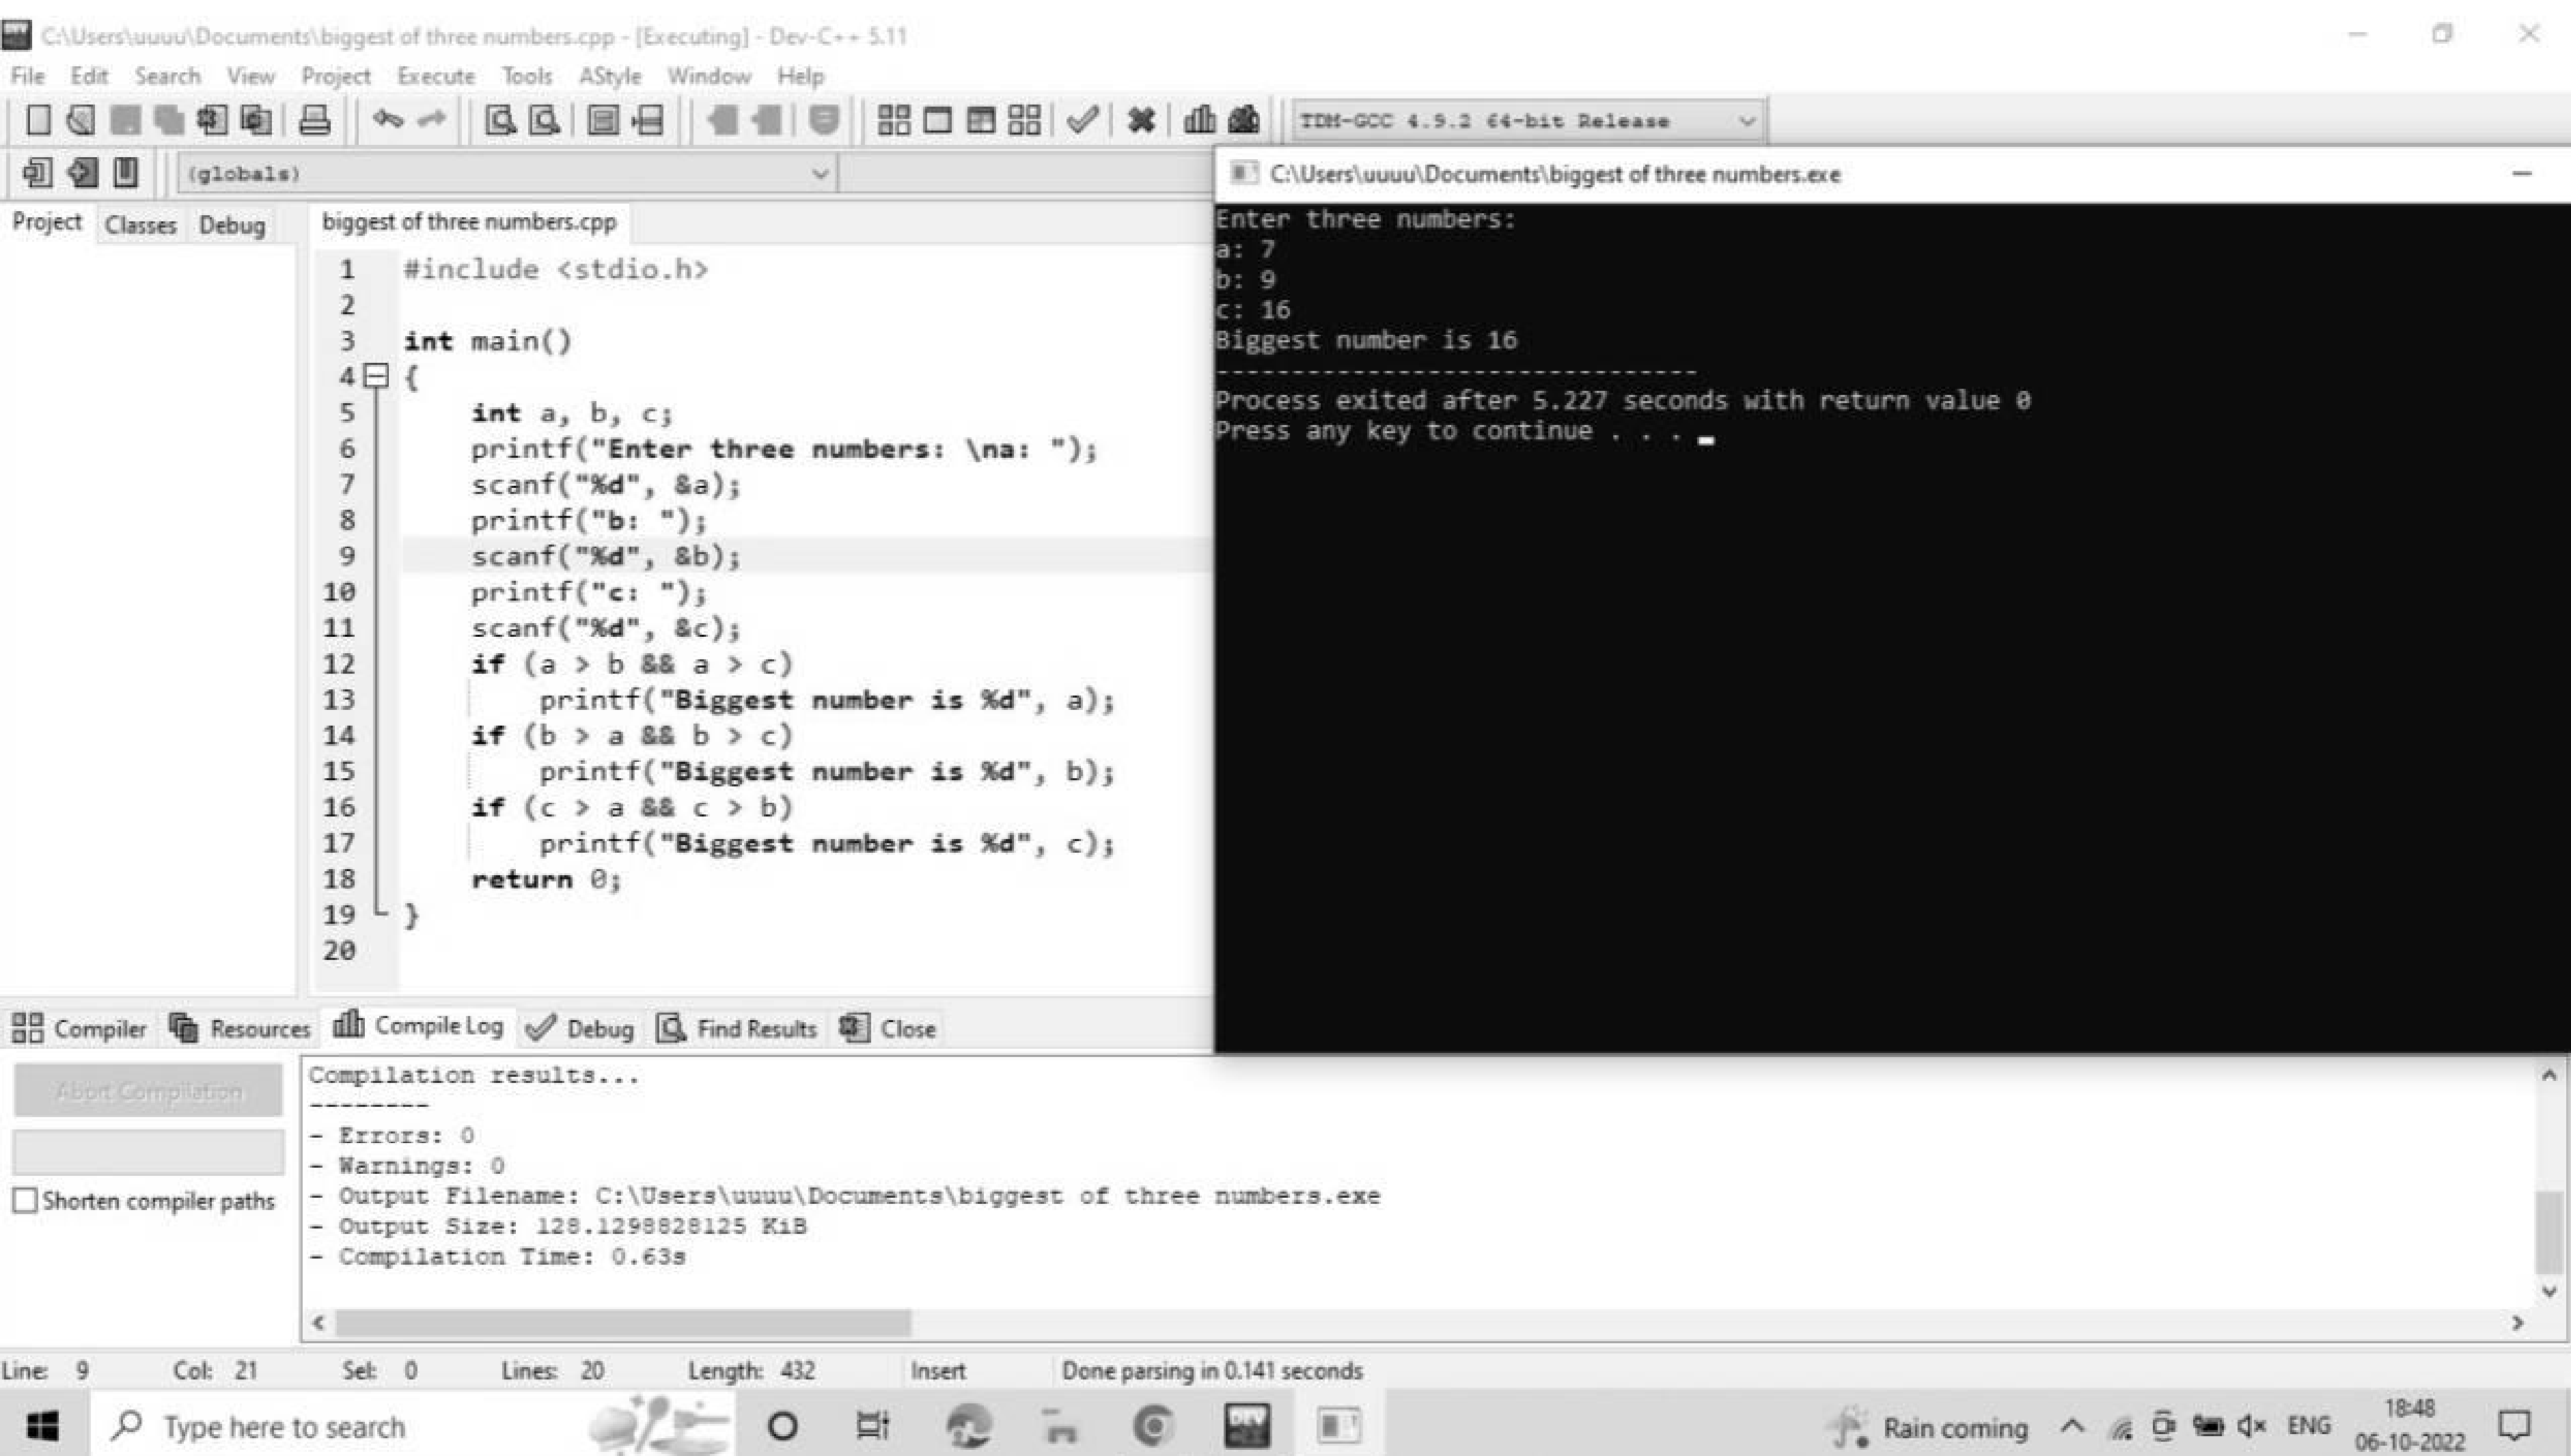 C:\Users\uuuu\Documents\biggest of three numbers.cpp - [Executing] - Dev-C++ 5.11
File Edit Search View Project Execute Tools AStyle Window Help
TDM-GCC 4.9.2 64-bit Release
(globals)
Project Classes Debug
biggest of three numbers.cpp
1 #include <stdio.h>
2
3 int main()
4 {
5 int a, b, c;
6 printf("Enter three numbers: \na: ");
7 scanf("%d", &a);
8 printf("b: ");
9 scanf("%d", &b);
10 printf("c: ");
11 scanf("%d", &c);
12 if (a > b && a > c)
13 printf("Biggest number is %d", a);
14 if (b > a && b > c)
15 printf("Biggest number is %d", b);
16 if (c > a && c > b)
17 printf("Biggest number is %d", c);
18 return 0;
19 }
20
C:\Users\uuuu\Documents\biggest of three numbers.exe
Enter three numbers:
a: 7
b: 9
c: 16
Biggest number is 16
--------------------------------
Process exited after 5.227 seconds with return value 0
Press any key to continue . . .
Compiler Resources Compile Log Debug Find Results Close
Abort Compilation
Shorten compiler paths
Compilation results...
--------
- Errors: 0
- Warnings: 0
- Output Filename: C:\Users\uuuu\Documents\biggest of three numbers.exe
- Output Size: 128.1298828125 KiB
- Compilation Time: 0.63s
Line: 9 Col: 21 Sel: 0 Lines: 20 Length: 432 Insert Done parsing in 0.141 seconds
Type here to search
DEV
Rain coming
ENG
18:48
06-10-2022